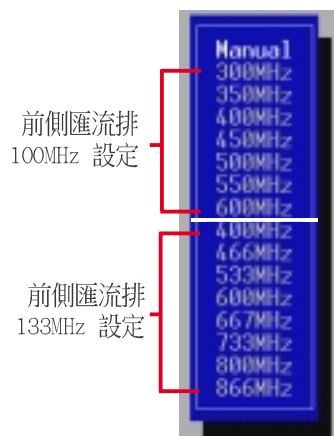 Manual
300MHz
350MHz
400MHz
450MHz
500MHz
550MHz
600MHz
400MHz
466MHz
533MHz
600MHz
667MHz
733MHz
800MHz
866MHz
前側匯流排
100MHz 設定
前側匯流排
133MHz 設定